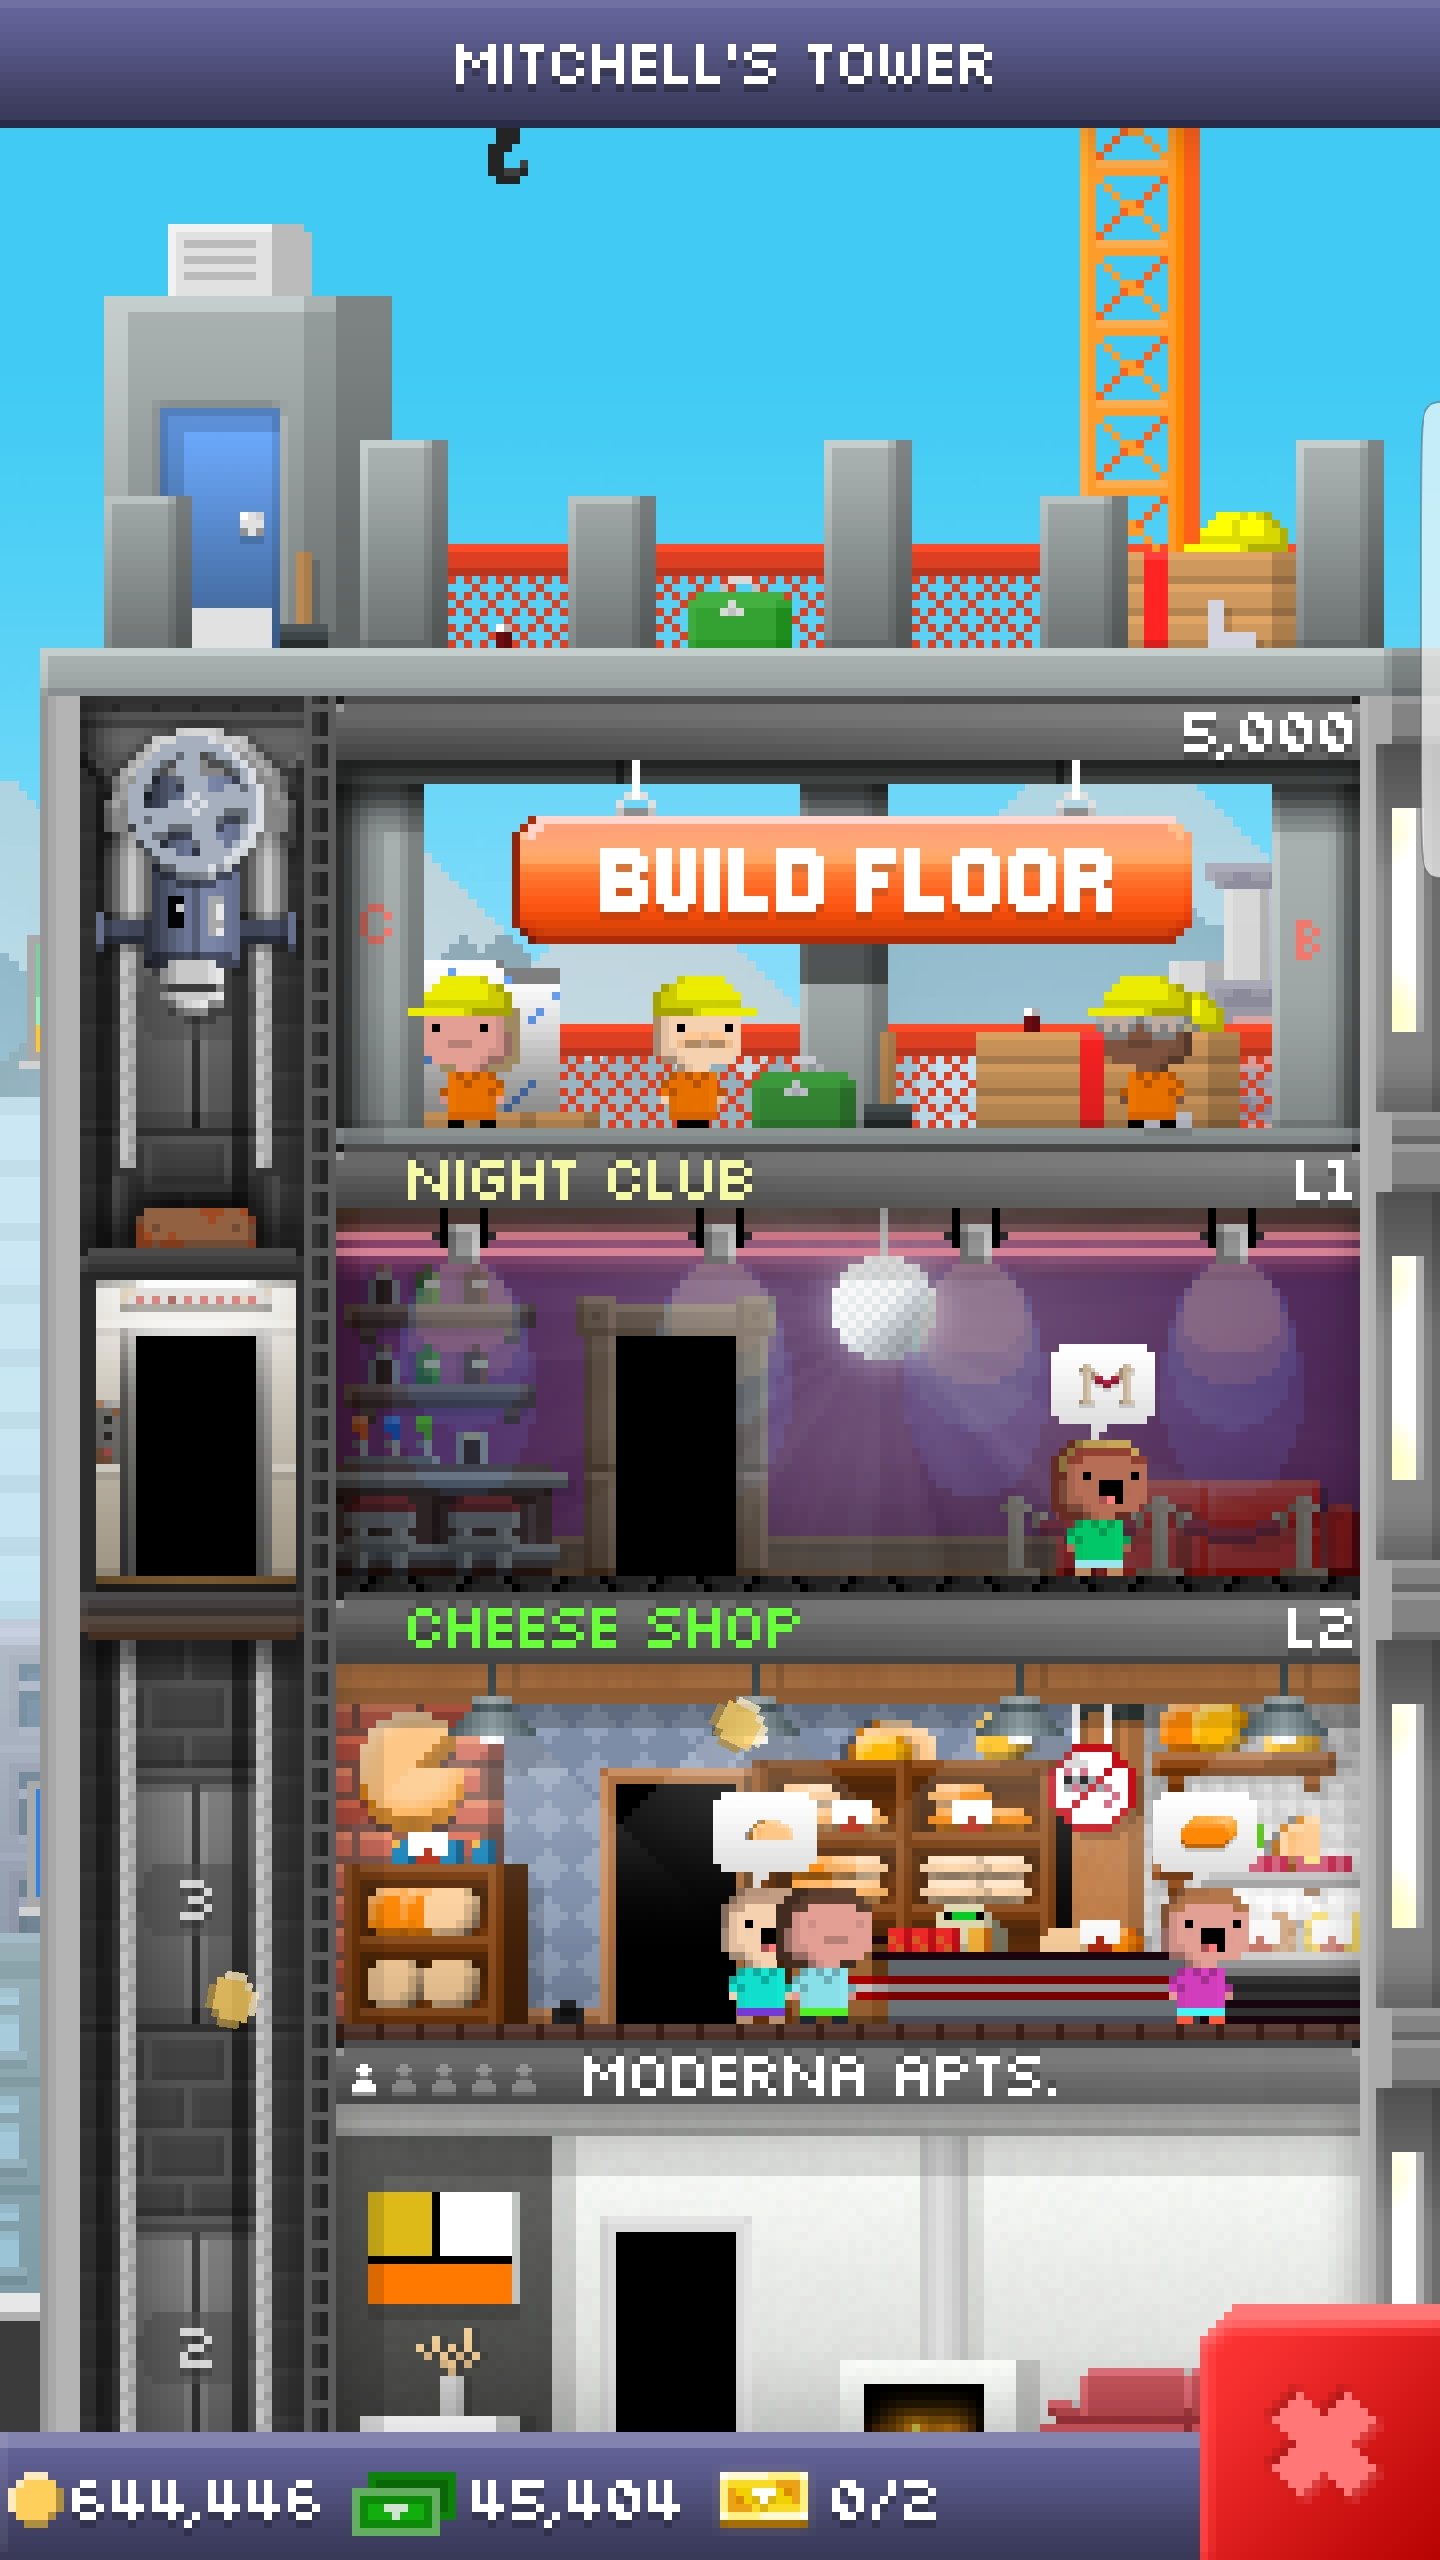 MITCHELL'S TOWER
5,000
BUILD FLOOR
C
B
NIGHT CLUB L1
CHEESE SHOP L2
3
MODERNA APTS.
2
644,446 45,404 0/2